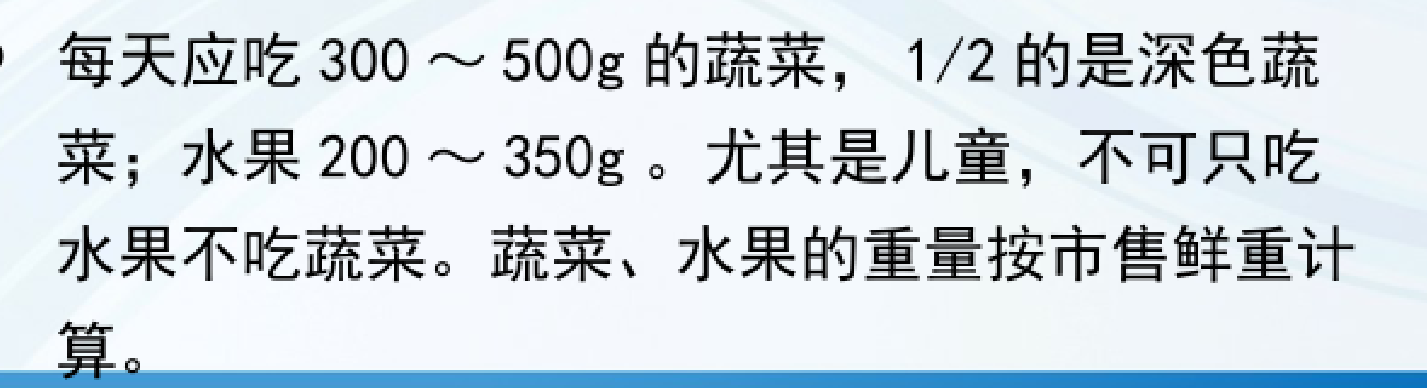 每天应吃 300 ～ 500g 的蔬菜， 1/2 的是深色蔬
菜；水果 200 ～ 350g 。尤其是儿童，不可只吃
水果不吃蔬菜。蔬菜、水果的重量按市售鲜重计
算。